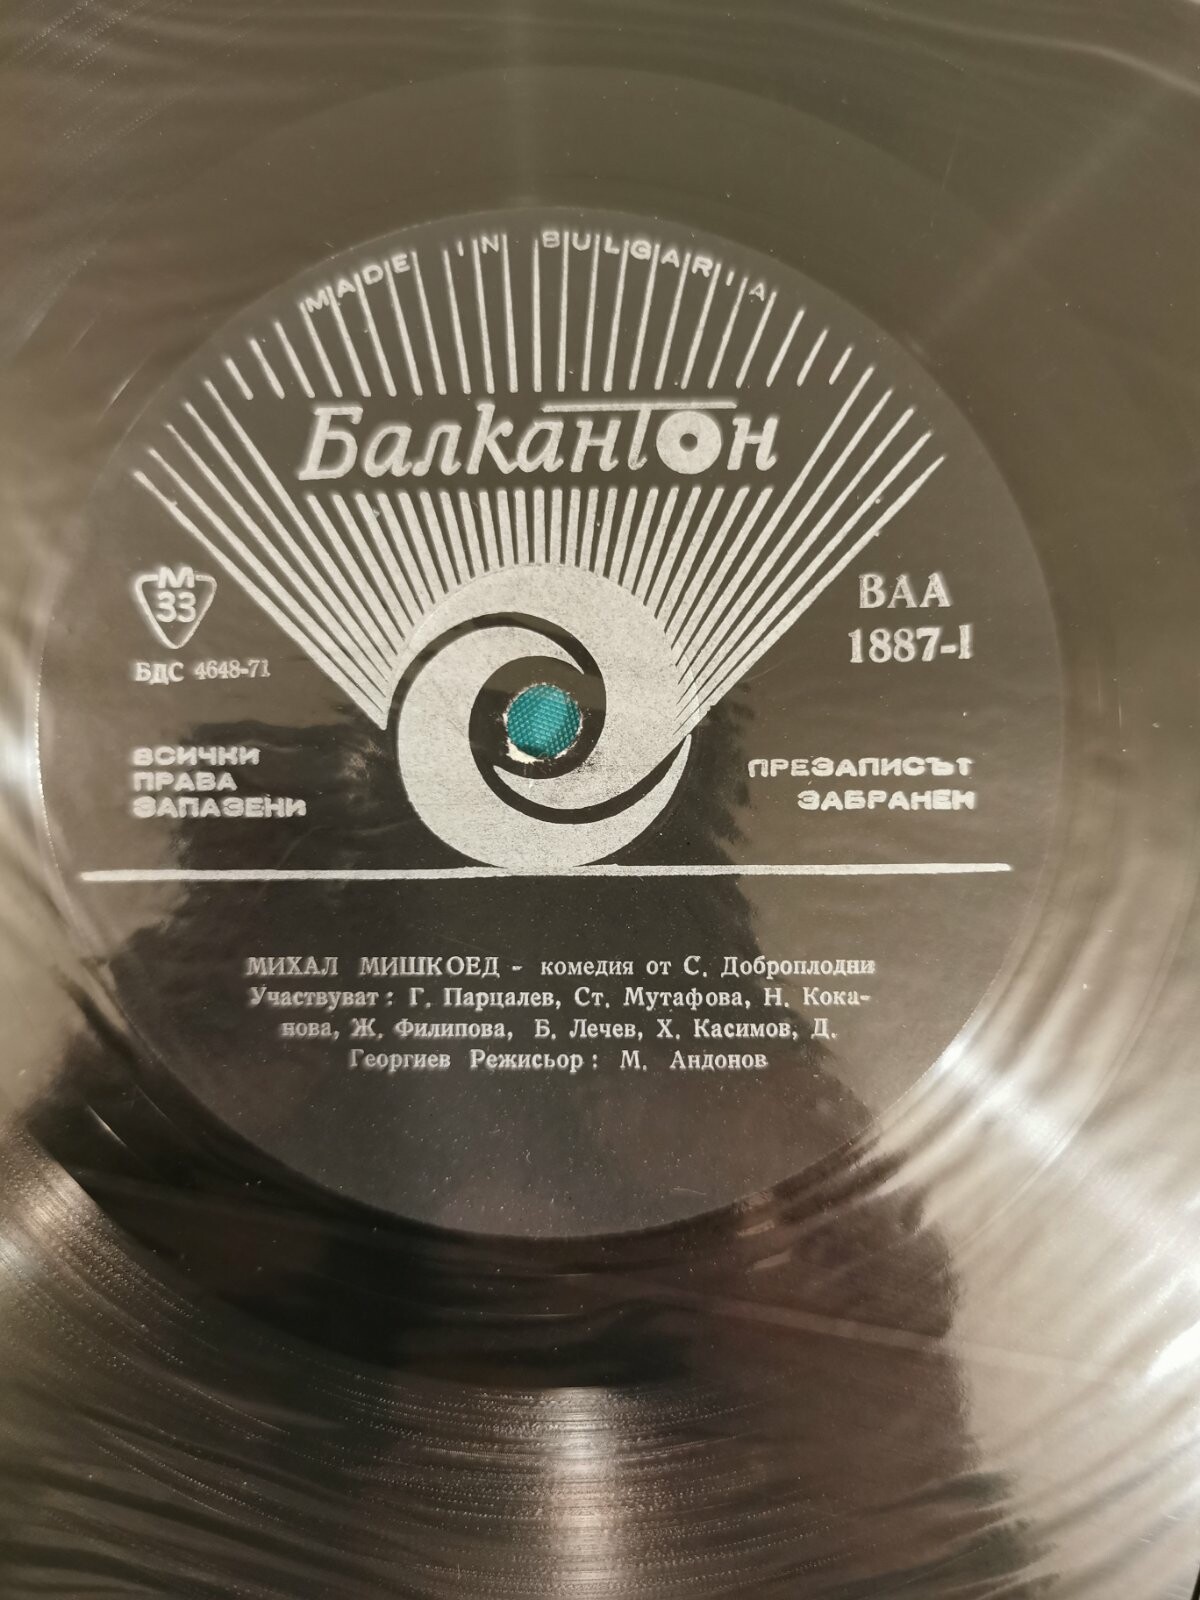 MADE IN BULGARIA
Балкантон
М
33
БДС 4648-71
ВАА
1887-I
ВСИЧКИ
ПРАВА
ЗАПАЗЕНИ
ПРЕЗАПИСЪТ
ЗАБРАНЕН
МИХАЛ МИШКОЕД - комедия от С. Доброплодни
Участвуват: Г. Парцалев, Ст. Мутафова, Н. Кока-
нова, Ж. Филипова, Б. Лечев, Х. Касимов, Д.
Георгиев Режисьор: М. Андонов